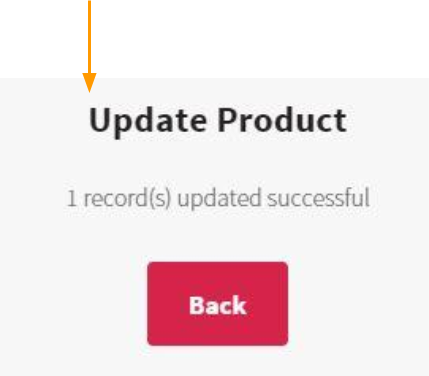 Update Product
1 record(s) updated successful
Back